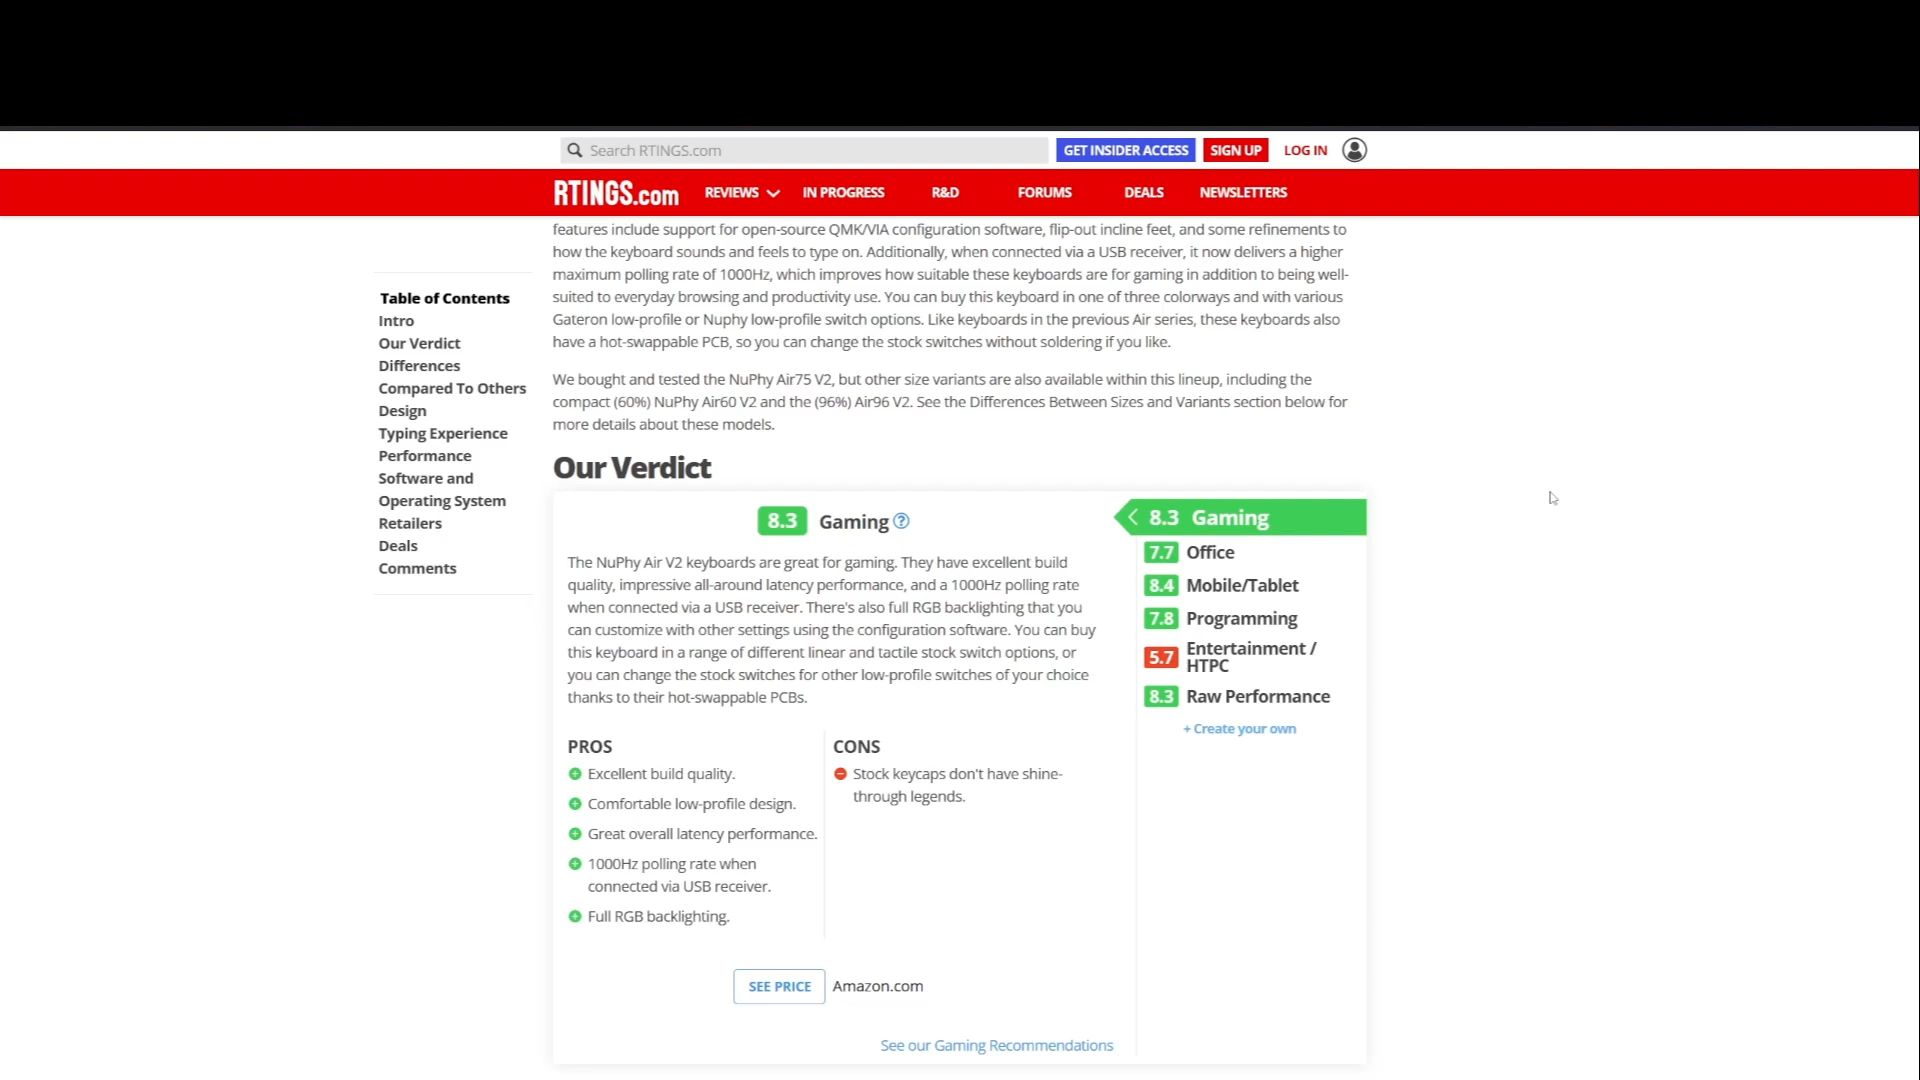 Search RTINGS.com
GET INSIDER ACCESS
SIGN UP
LOG IN
RTINGS.com
REVIEWS
IN PROGRESS
R&D
FORUMS
DEALS
NEWSLETTERS
Table of Contents
Intro
Our Verdict
Differences
Compared To Others
Design
Typing Experience
Performance
Software and
Operating System
Retailers
Deals
Comments
features include support for open-source QMK/VIA configuration software, flip-out incline feet, and some refinements to
how the keyboard sounds and feels to type on. Additionally, when connected via a USB receiver, it now delivers a higher
maximum polling rate of 1000Hz, which improves how suitable these keyboards are for gaming in addition to being well-
suited to everyday browsing and productivity use. You can buy this keyboard in one of three colorways and with various
Gateron low-profile or Nuphy low-profile switch options. Like keyboards in the previous Air series, these keyboards also
have a hot-swappable PCB, so you can change the stock switches without soldering if you like.
We bought and tested the NuPhy Air75 V2, but other size variants are also available within this lineup, including the
compact (60%) NuPhy Air60 V2 and the (96%) Air96 V2. See the Differences Between Sizes and Variants section below for
more details about these models.
Our Verdict
8.3 Gaming ?
The NuPhy Air V2 keyboards are great for gaming. They have excellent build
quality, impressive all-around latency performance, and a 1000Hz polling rate
when connected via a USB receiver. There's also full RGB backlighting that you
can customize with other settings using the configuration software. You can buy
this keyboard in a range of different linear and tactile stock switch options, or
you can change the stock switches for other low-profile switches of your choice
thanks to their hot-swappable PCBs.
PROS
Excellent build quality.
Comfortable low-profile design.
Great overall latency performance.
1000Hz polling rate when
connected via USB receiver.
Full RGB backlighting.
CONS
Stock keycaps don't have shine-
through legends.
SEE PRICE Amazon.com
See our Gaming Recommendations
8.3 Gaming
7.7 Office
8.4 Mobile/Tablet
7.8 Programming
5.7 Entertainment /
HTPC
8.3 Raw Performance
+ Create your own